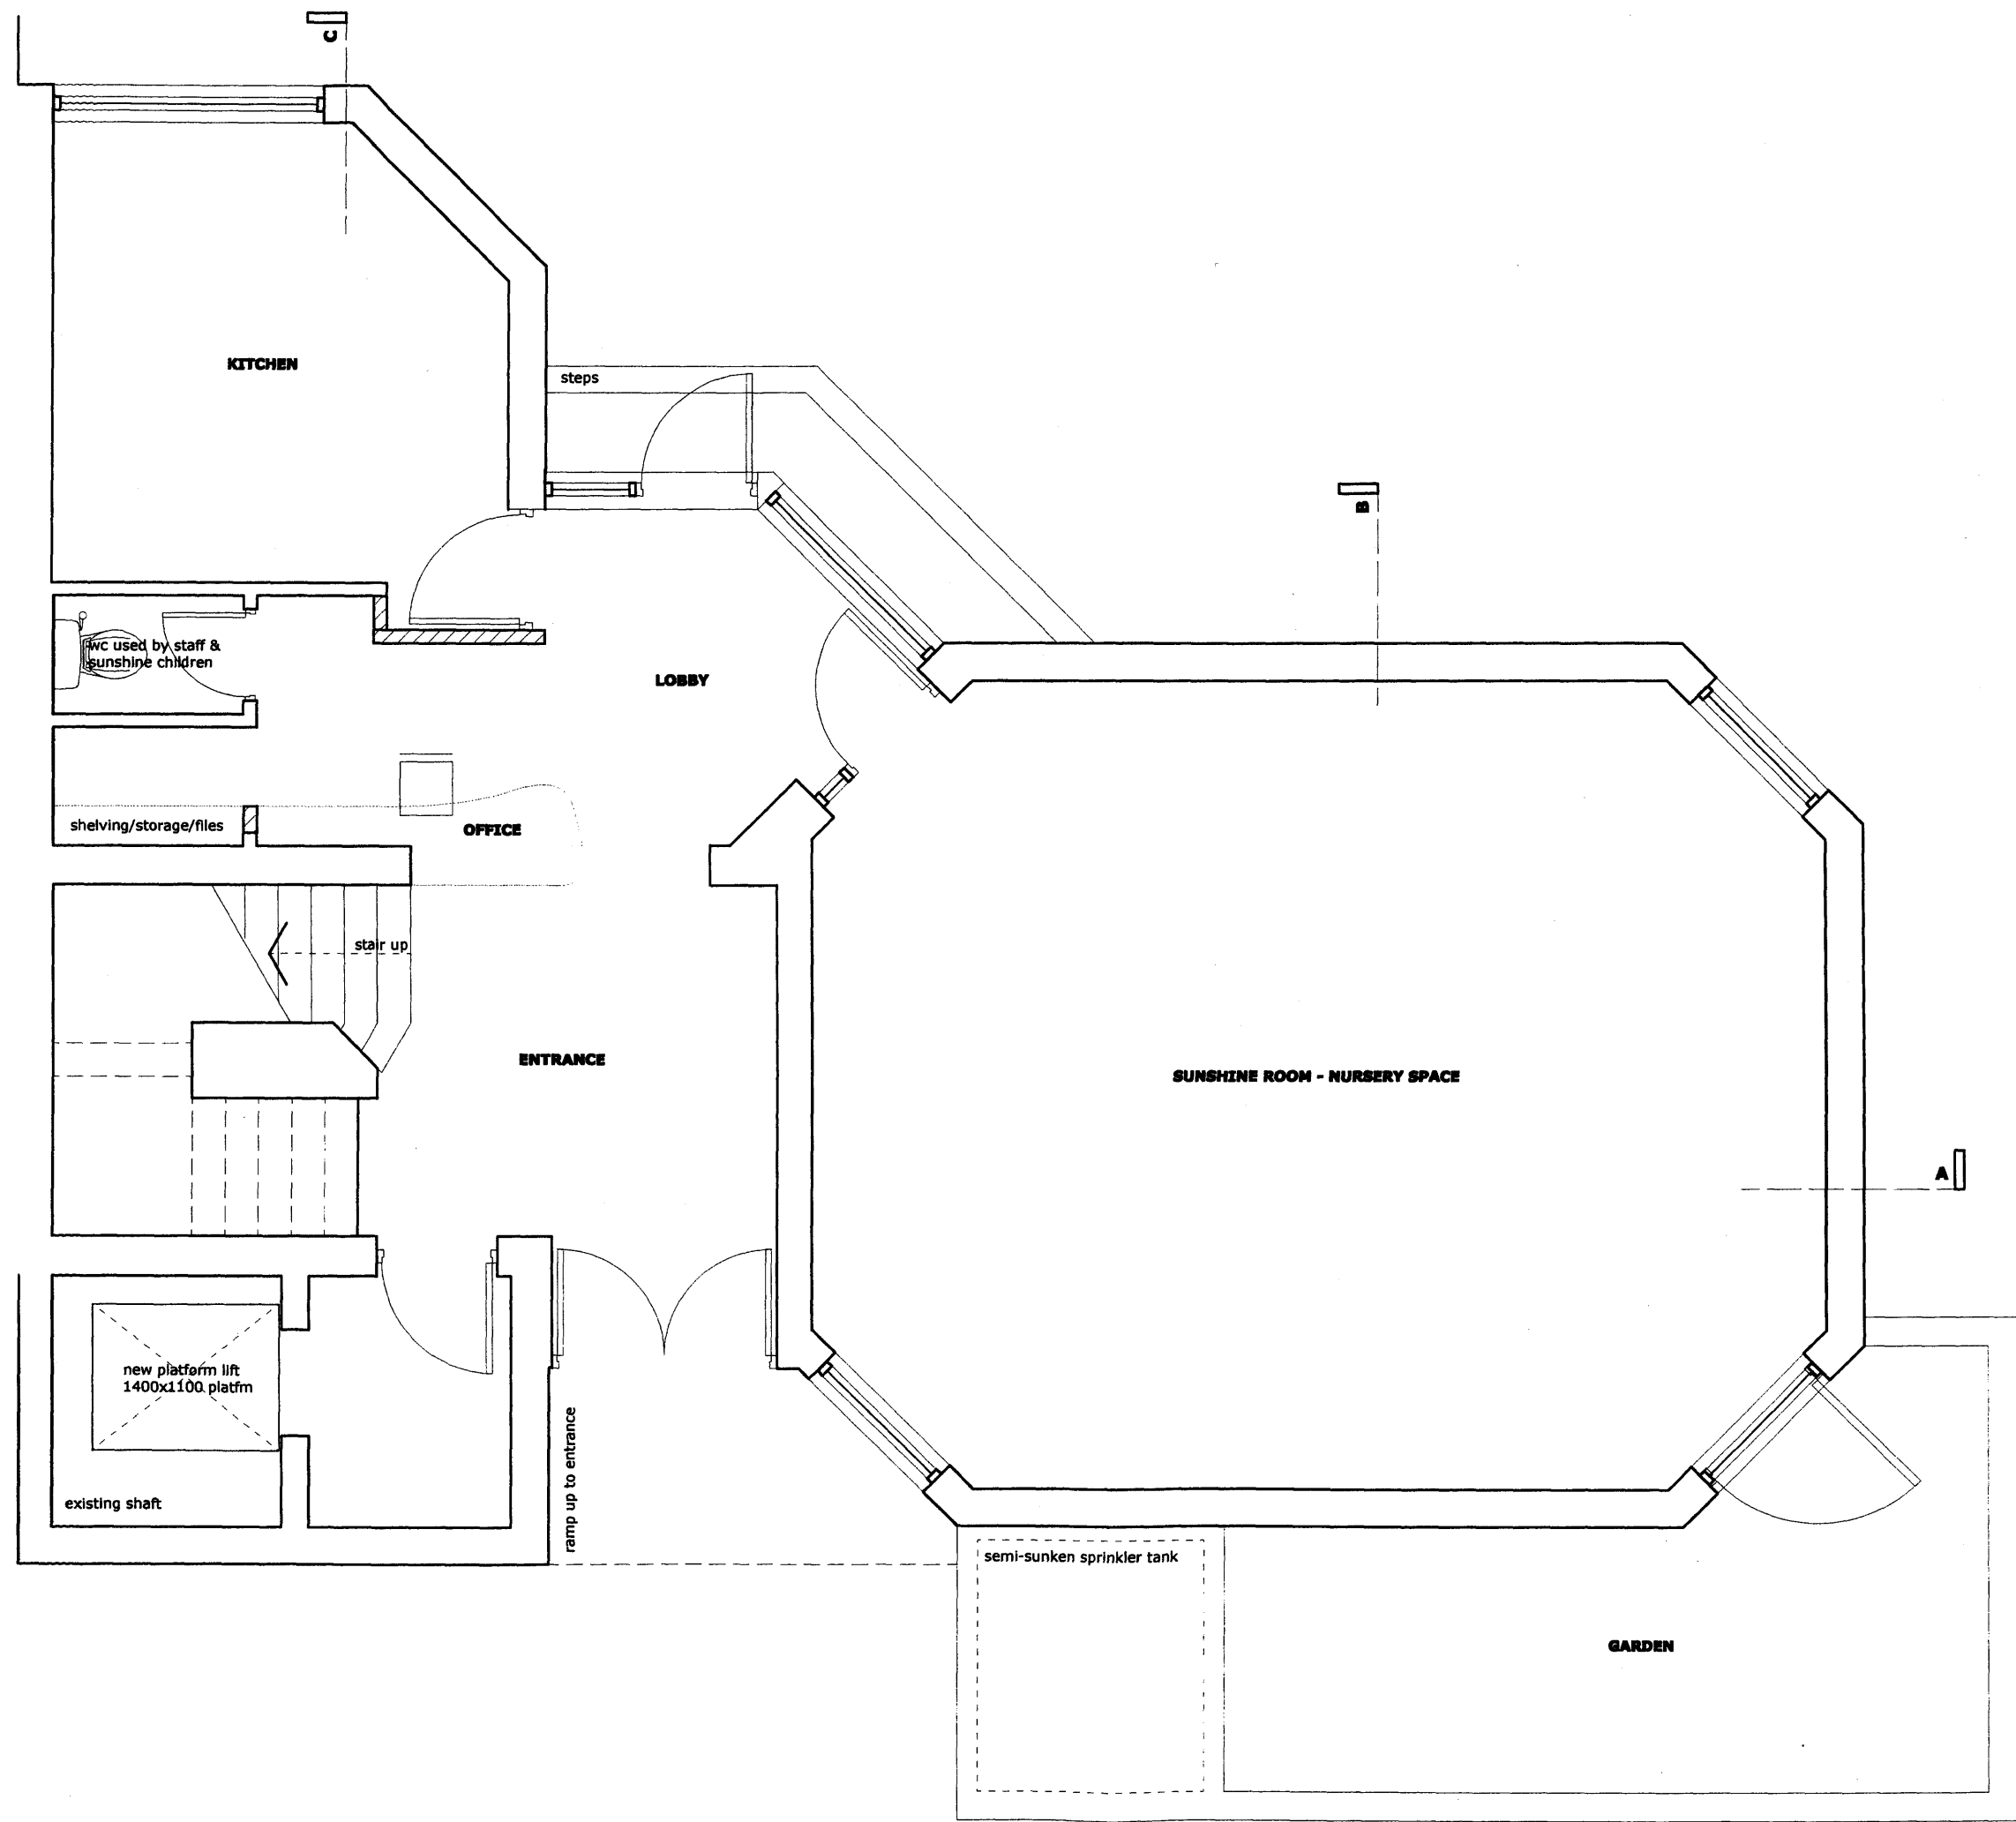 C
KITCHEN
steps
B
wc used by staff &
sunshine children
LOBBY
shelving/storage/files
OFFICE
stair up
ENTRANCE
SUNSHINE ROOM - NURSERY SPACE
A
new platform lift
1400x1100 platfm
ramp up to entrance
existing shaft
semi-sunken sprinkler tank
GARDEN